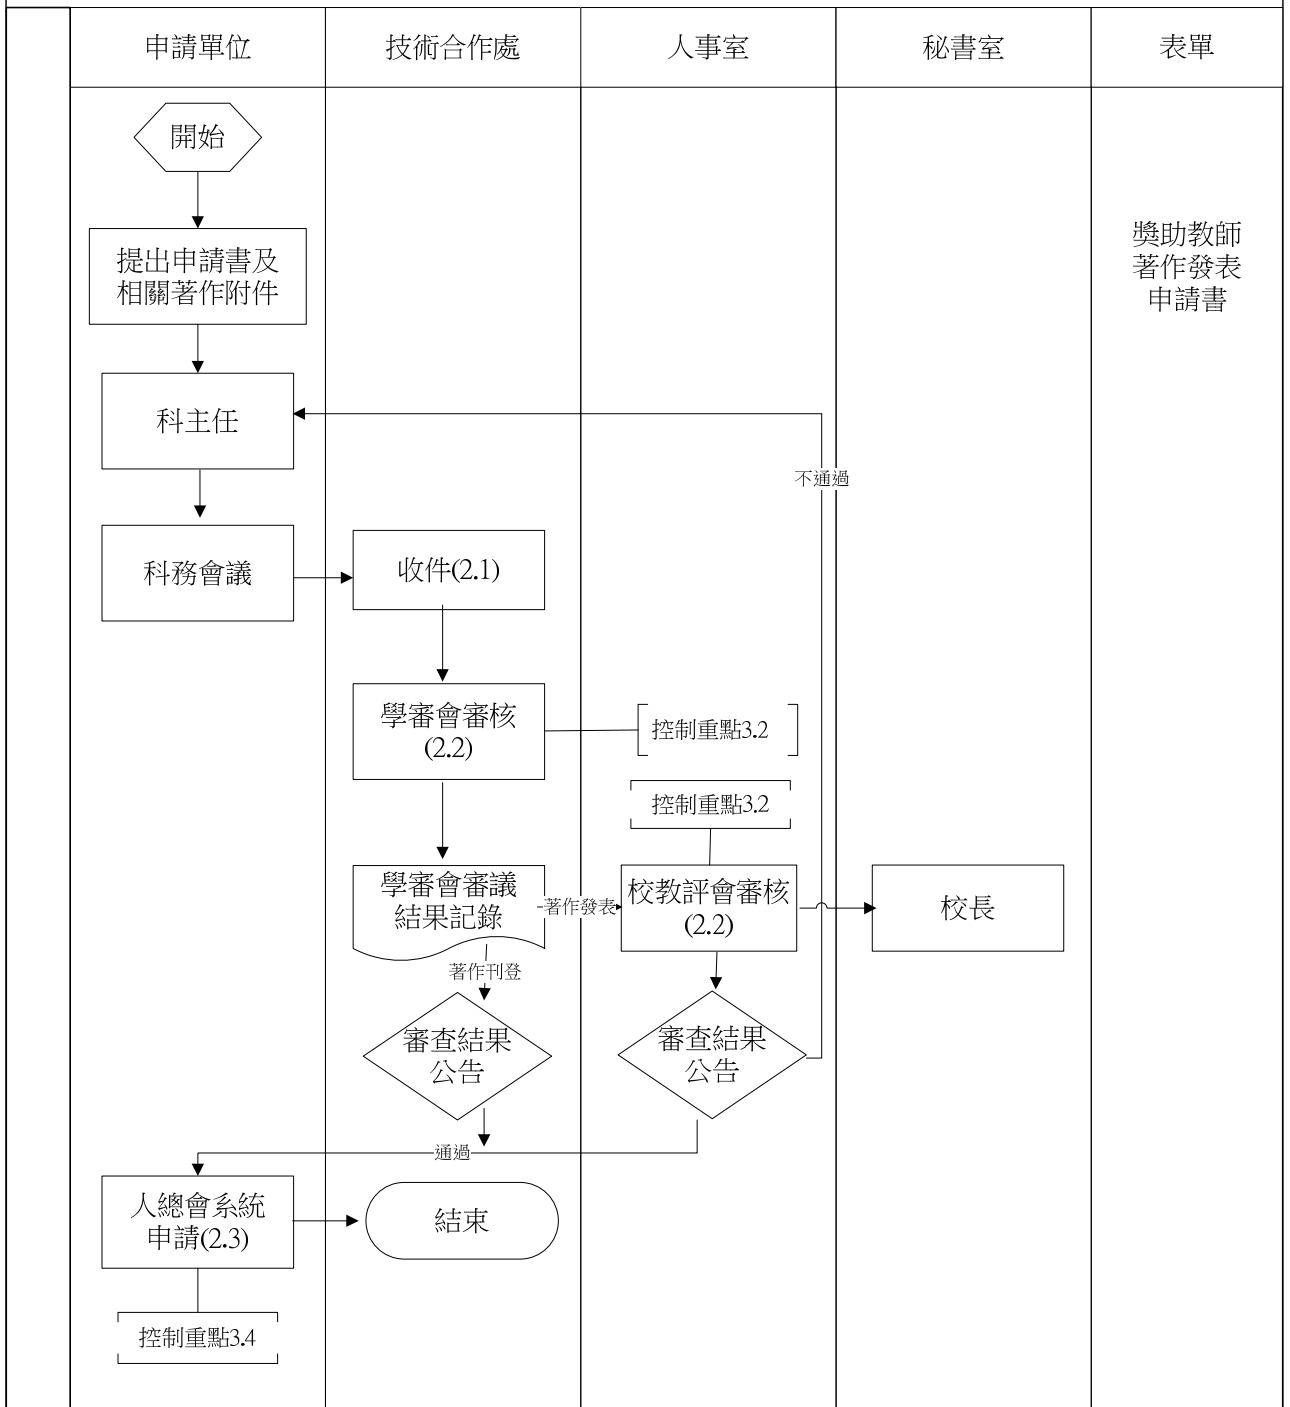 申請單位
技術合作處
人事室
秘書室
表單
開始
獎助教師
著作發表
申請書
提出申請書及
相關著作附件
科主任
不通過
科務會議
收件(2.1)
學審會審核
(2.2)
控制重點3.2
控制重點3.2
學審會審議
結果記錄
著作發表
校教評會審核
(2.2)
校長
著作刊登
審查結果
公告
審查結果
公告
通過
人總會系統
申請(2.3)
結束
控制重點3.4